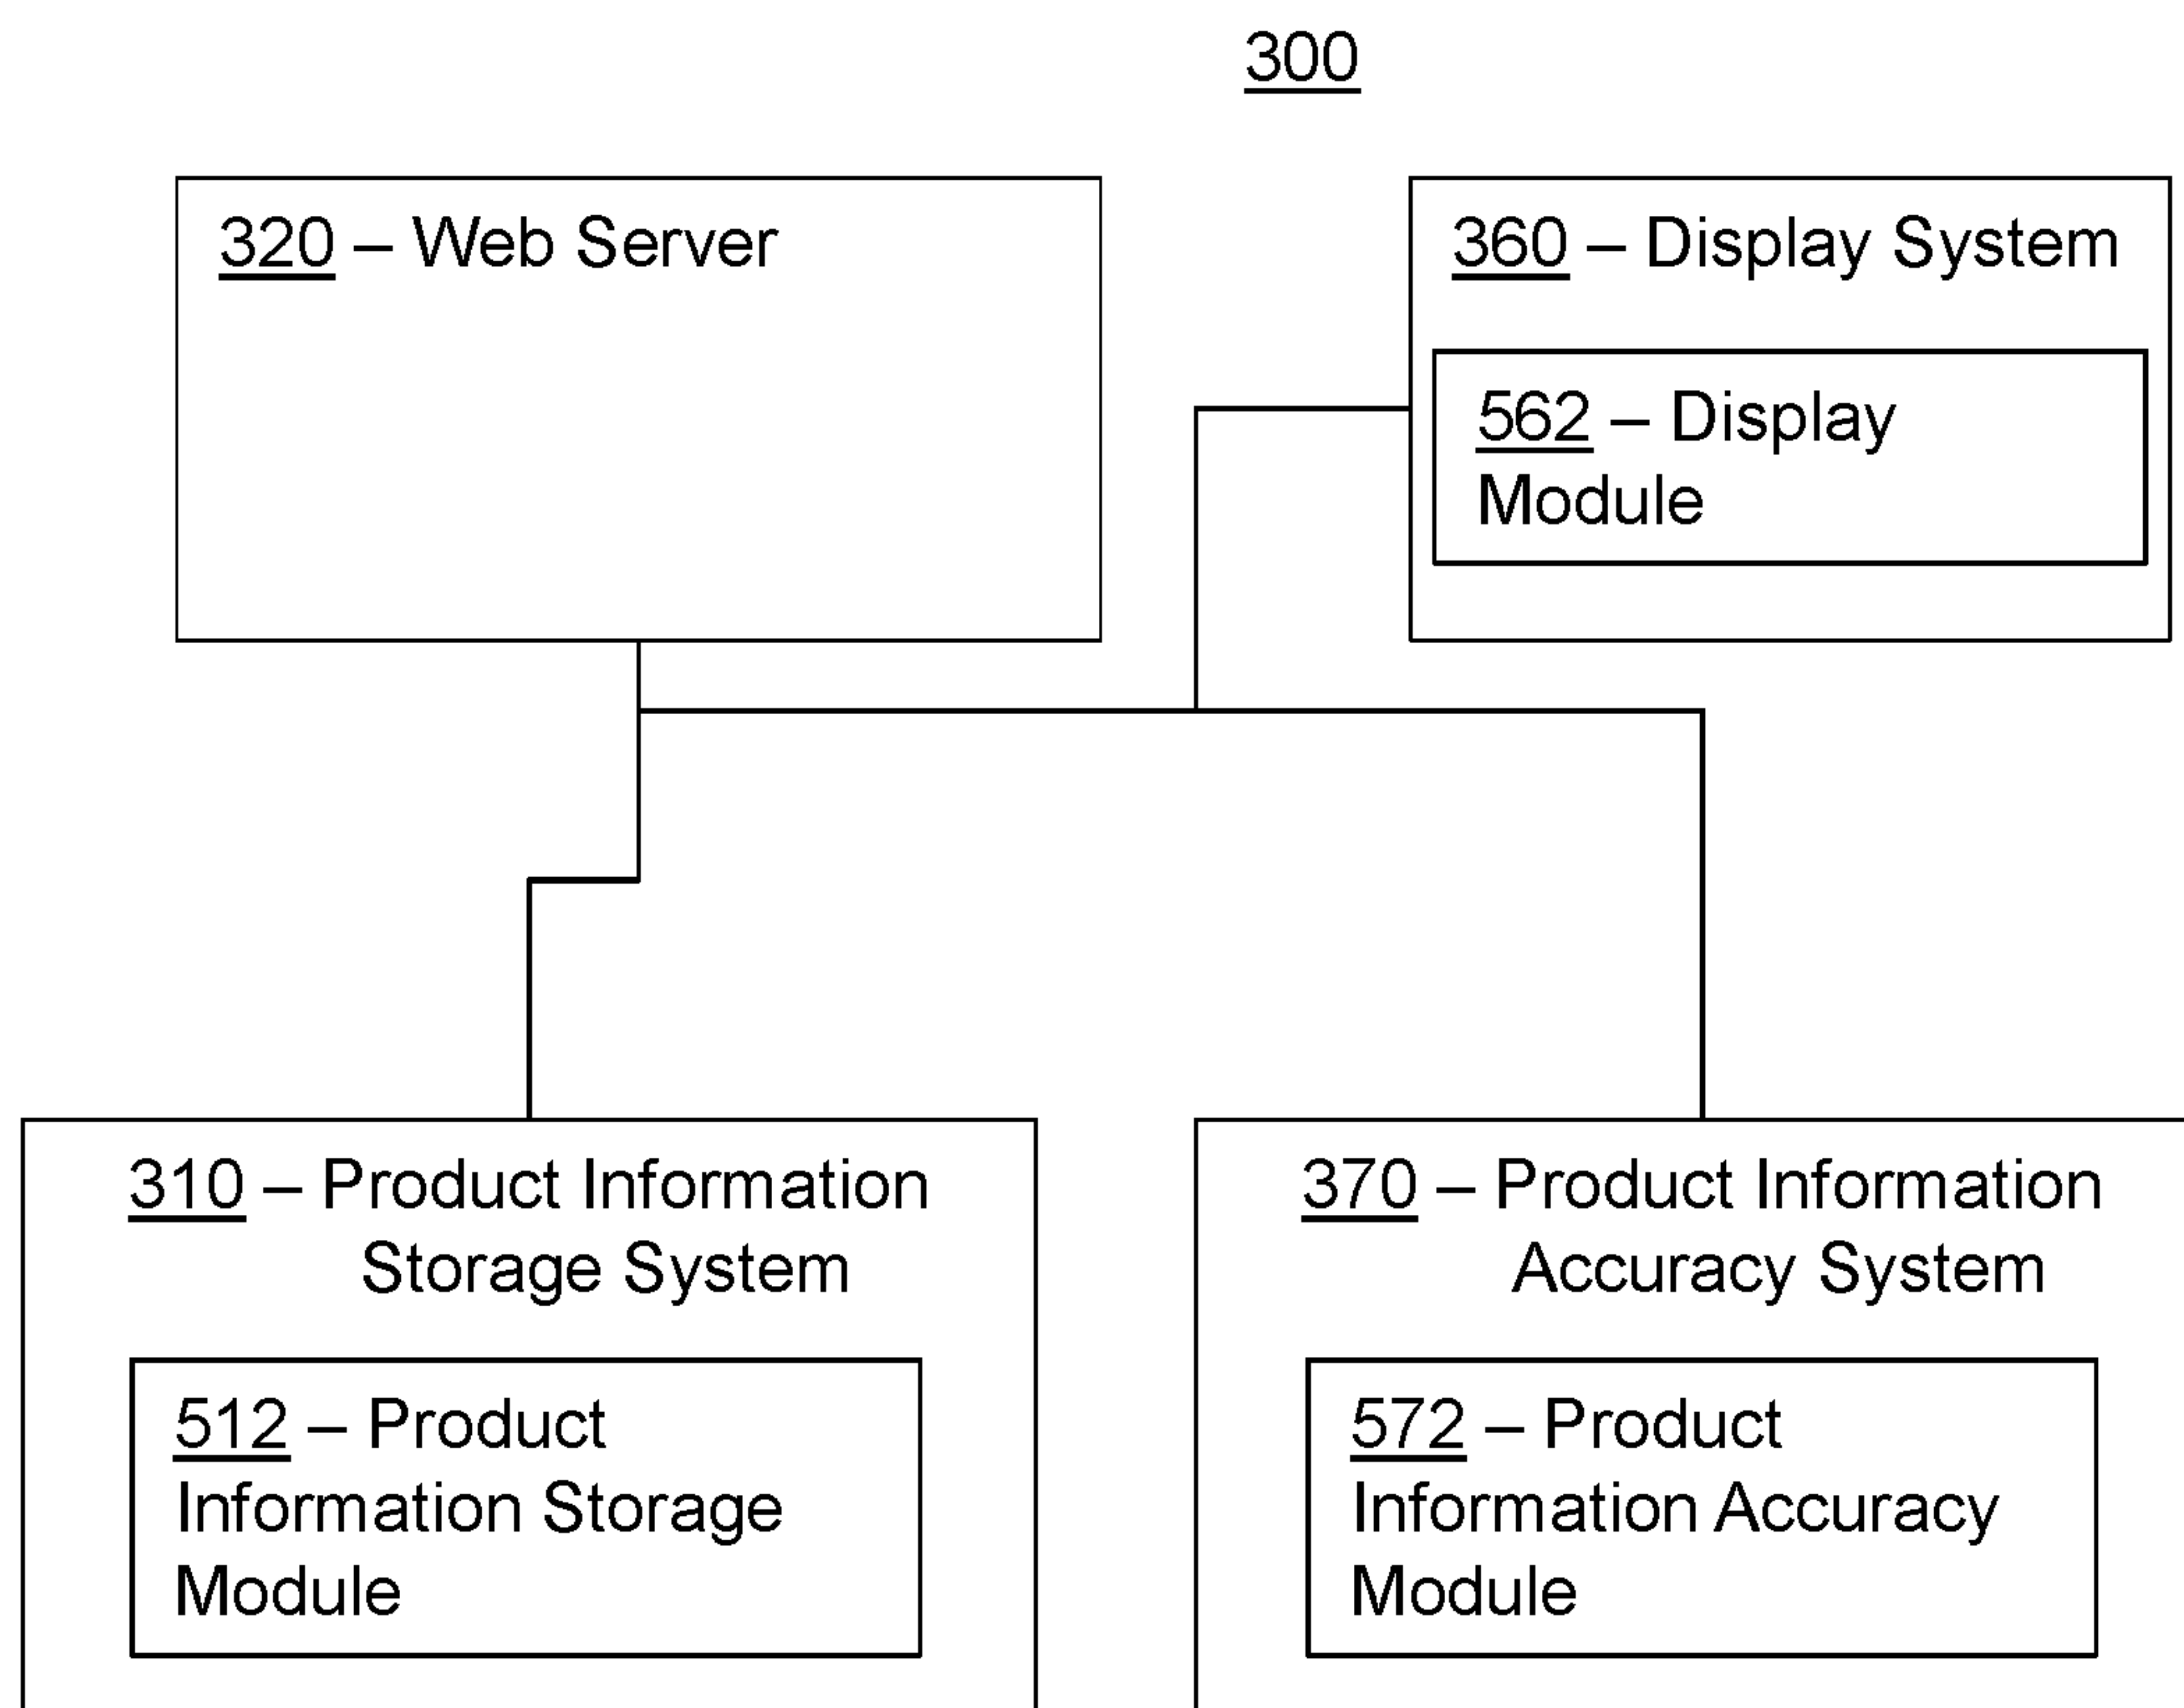 300
320 – Web Server
360 – Display System
562 – Display
Module
310 – Product Information
Storage System
512 – Product
Information Storage
Module
370 – Product Information
Accuracy System
572 – Product
Information Accuracy
Module